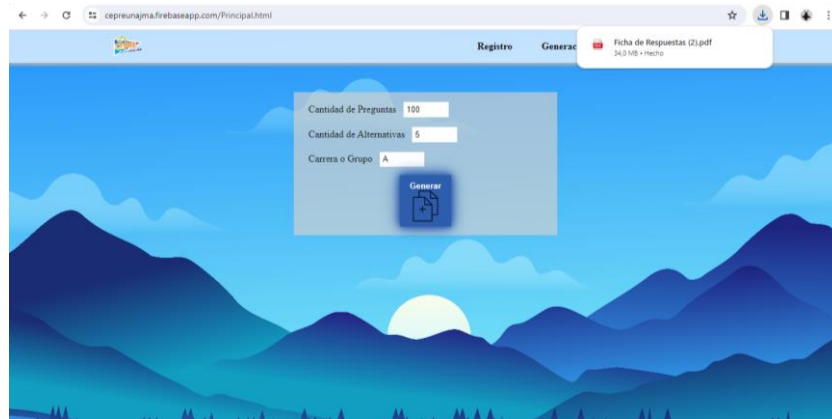 cepreunajma.firebaseapp.com/Principal.html
Ficha de Respuestas (2).pdf
34,0 MB • Hecho
Registro
Generac
Cantidad de Preguntas 100
Cantidad de Alternativas 5
Carrera o Grupo A
Generar